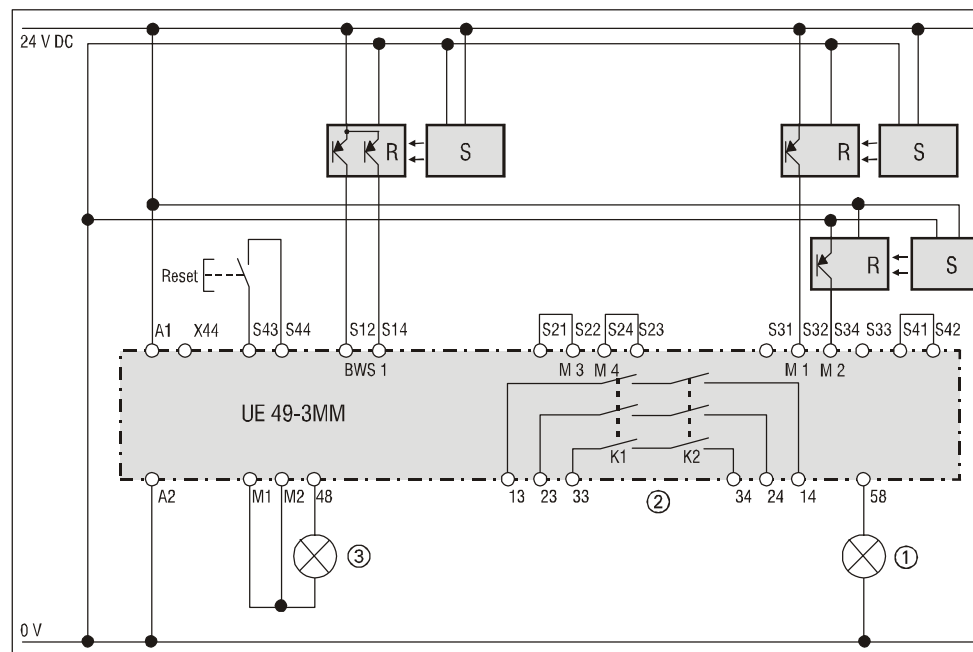 24 V DC
R S
R S
R S
Reset
A1 X44 S43 S44 S12 S14 S21 S22 S24 S23 S31 S32 S34 S33 S41 S42
BWS 1 M 3 M 4 M 1 M 2
UE 49-3MM
K1 K2
A2 M1 M2 48 13 23 33 ② 34 24 14 58
③ ①
0 V